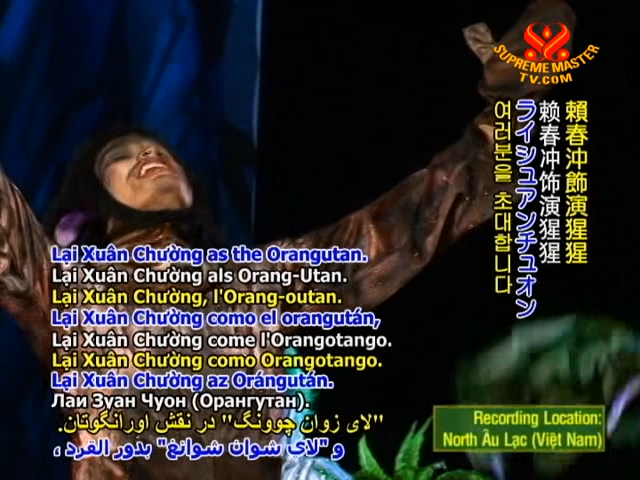 SUPREME MASTER
TV.COM
賴春沖飾演猩猩
赖春冲饰演猩猩
ライシュアンチュオン
여러분을 초대합니다
Lại Xuân Chường as the Orangutan.
Lại Xuân Chường als Orang-Utan.
Lại Xuân Chường, l'Orang-outan.
Lại Xuân Chường como el orangután,
Lại Xuân Chường come l'Orangotango.
Lại Xuân Chường como Orangotango.
Lại Xuân Chường az Orángután.
Лаи Зуан Чуон (Орангутан).
"لای زوان چوونگ" در نقش اورانگوتان.
و "لاي شوان شوانغ" بدور القرد ،
Recording Location:
North Âu Lạc (Việt Nam)